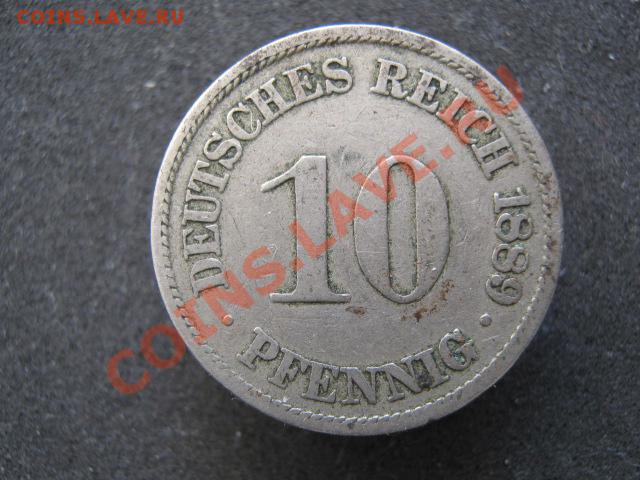 COINS.LAVE.RU
DEUTSCHES REICH 1889
10
PFENNIG
COINS.LAVE.RU